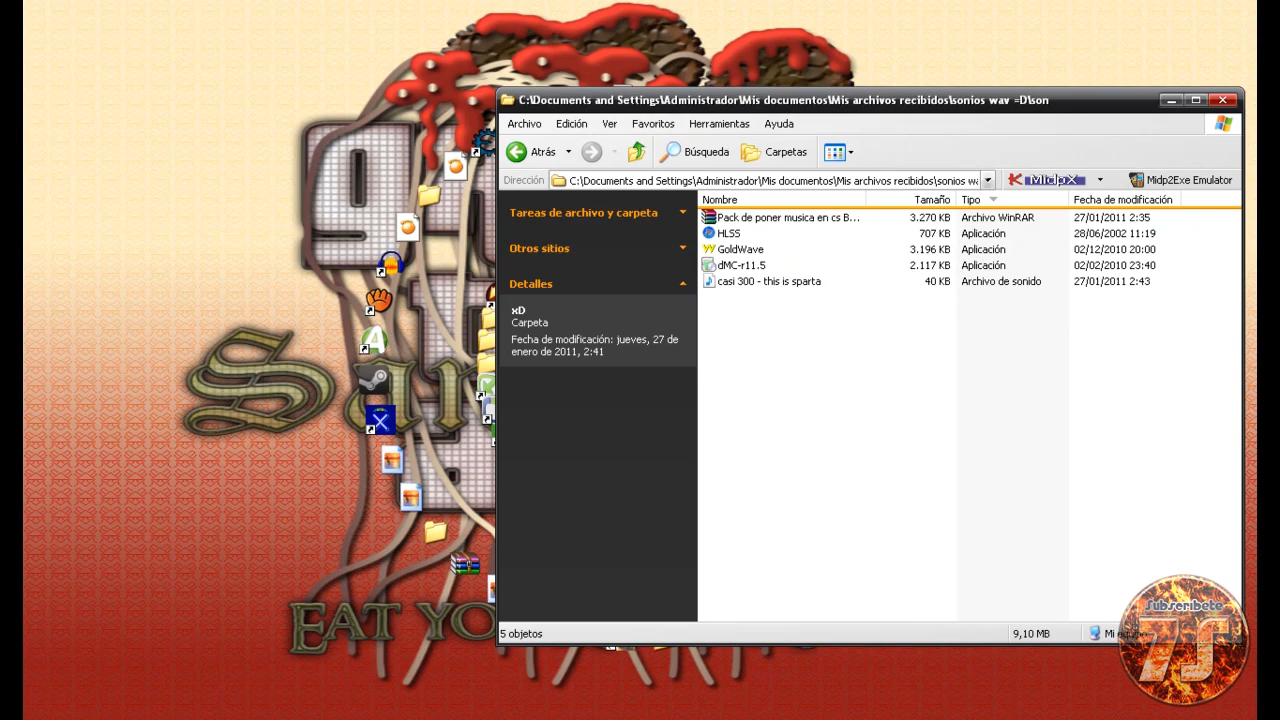 C:\Documents and Settings\Administrador\Mis documentos\Mis archivos recibidos\sonios wav =D\son
Archivo Edición Ver Favoritos Herramientas Ayuda
Atrás Búsqueda Carpetas
Dirección C:\Documents and Settings\Administrador\Mis documentos\Mis archivos recibidos\sonios wa MidpX Midp2Exe Emulator
Nombre Tamaño Tipo Fecha de modificación
Tareas de archivo y carpeta
Otros sitios
Detalles
xD
Carpeta
Fecha de modificación: jueves, 27 de
enero de 2011, 2:41
Pack de poner musica en cs B... 3.270 KB Archivo WinRAR 27/01/2011 2:35
HLSS 707 KB Aplicación 28/06/2002 11:19
GoldWave 3.196 KB Aplicación 02/12/2010 20:00
dMC-r11.5 2.117 KB Aplicación 02/02/2010 23:40
casi 300 - this is sparta 40 KB Archivo de sonido 27/01/2011 2:43
EAT YO
5 objetos 9,10 MB Mi equipo
Subscribete